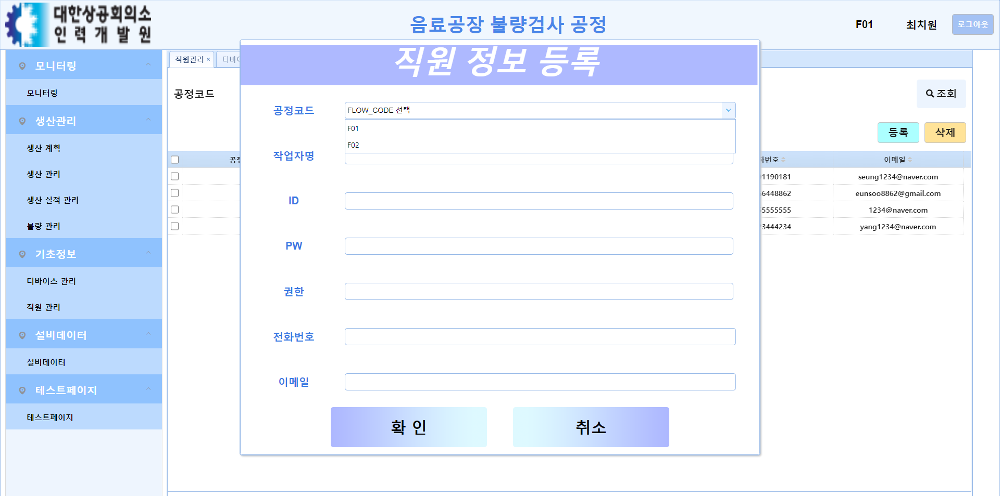 대한상공회의소
인력개발원
음료공장 불량검사 공정
F01
최치원
로그아웃
모니터링
모니터링
생산관리
생산 계획
생산 관리
생산 실적 관리
불량 관리
기초정보
디바이스 관리
직원 관리
설비데이터
설비데이터
테스트페이지
테스트페이지
직원관리 ×
디바
공정코드
조회
등록
삭제
공정
화번호
이메일
1190181
seung1234@naver.com
6448862
eunsoo8862@gmail.com
5555555
1234@naver.com
3444234
yang1234@naver.com
직원 정보 등록
공정코드
FLOW_CODE 선택
F01
F02
작업자명
ID
PW
권한
전화번호
이메일
확 인
취소